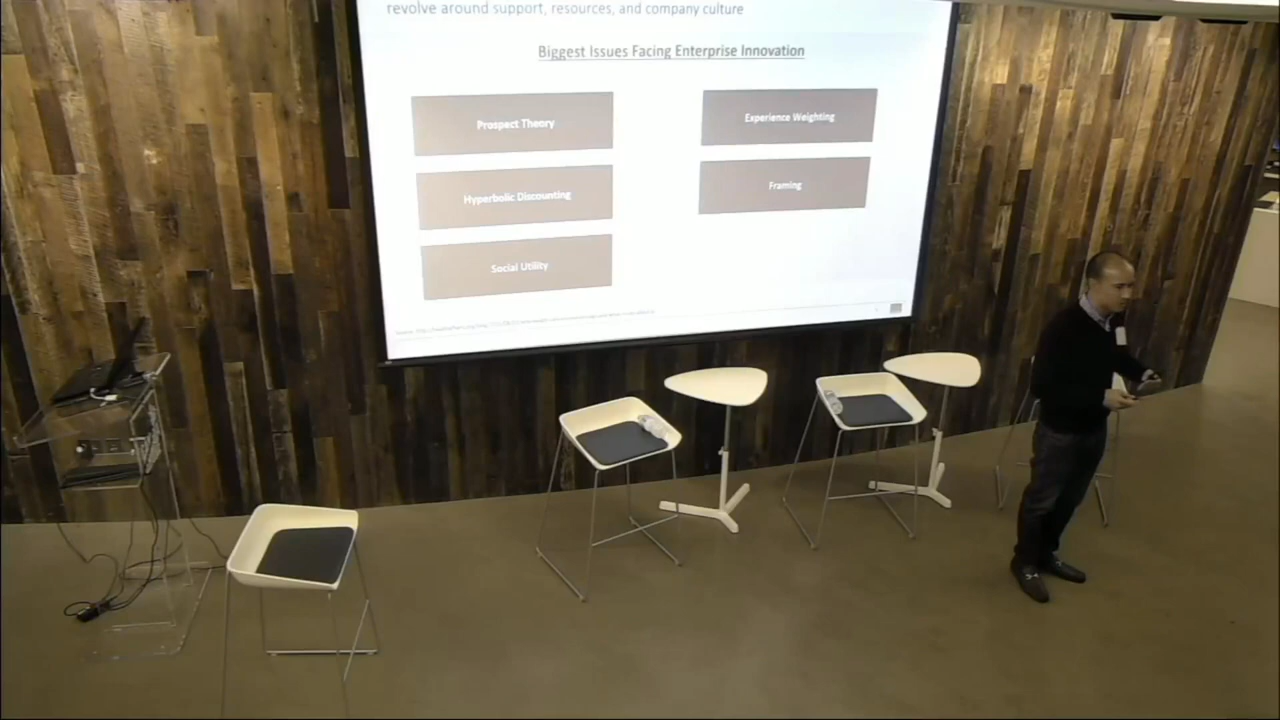 revolve around support, resources, and company culture
Biggest Issues Facing Enterprise Innovation
Prospect Theory
Experience Weighting
Hyperbolic Discounting
Framing
Social Utility